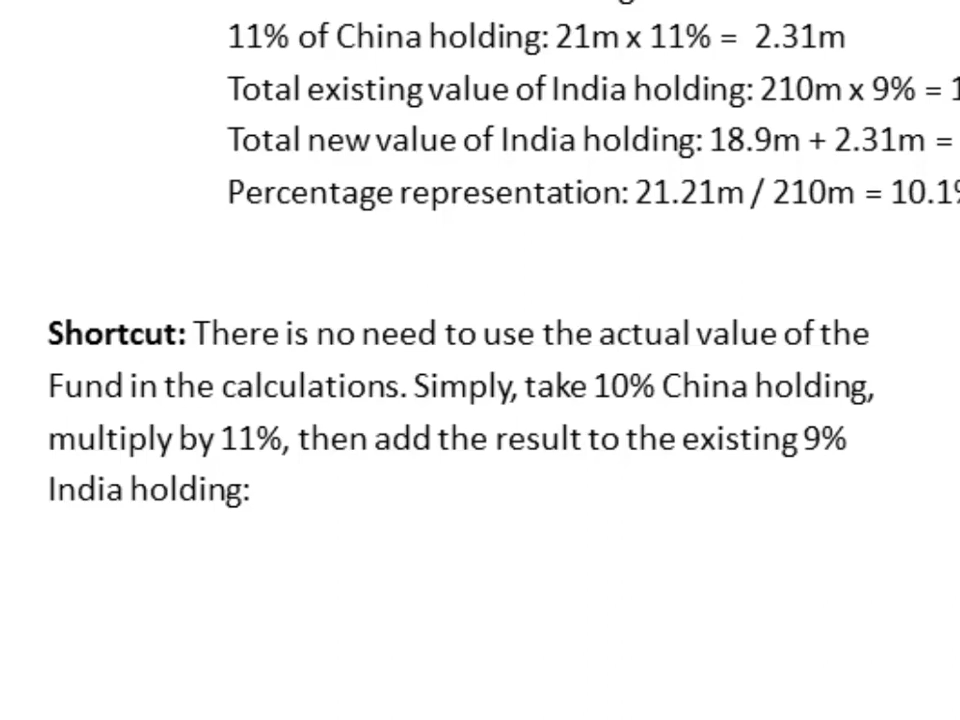 11% of China holding: 21m x 11% = 2.31m
Total existing value of India holding: 210m x 9% =
Total new value of India holding: 18.9m + 2.31m =
Percentage representation: 21.21m / 210m = 10.1%
Shortcut: There is no need to use the actual value of the
Fund in the calculations. Simply, take 10% China holding,
multiply by 11%, then add the result to the existing 9%
India holding: